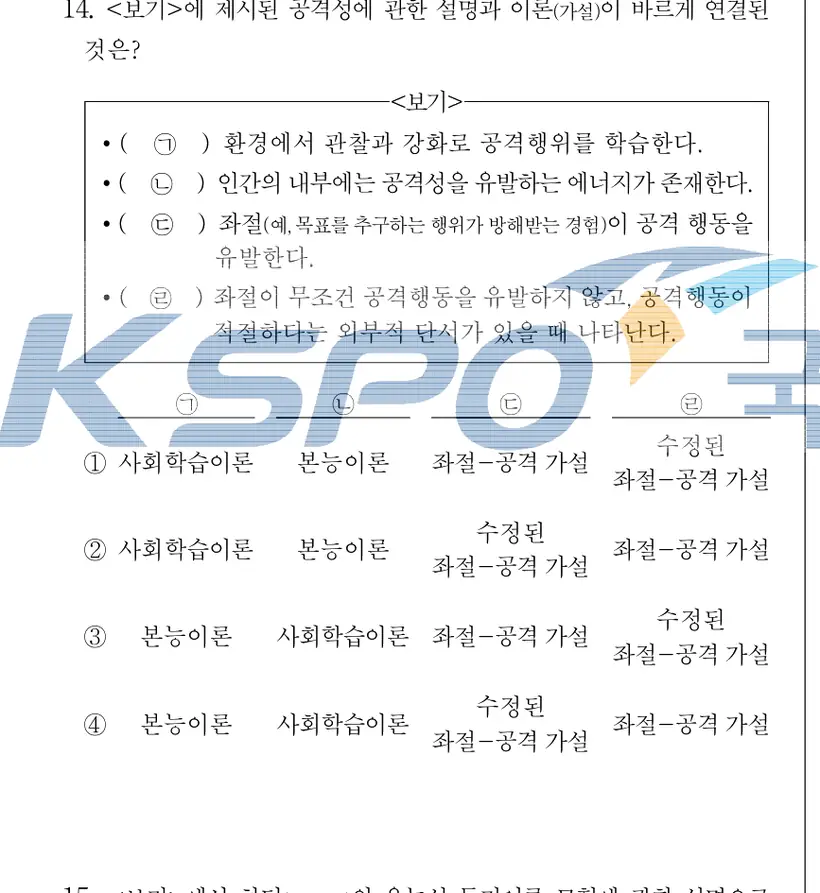 14. <보기>에 제시된 공격성에 관한 설명과 이론(가설)이 바르게 연결된
것은?
<보기>
• ( ㉠ ) 환경에서 관찰과 강화로 공격행위를 학습한다.
• ( ㉡ ) 인간의 내부에는 공격성을 유발하는 에너지가 존재한다.
• ( ㉢ ) 좌절(예, 목표를 추구하는 행위가 방해받는 경험)이 공격 행동을
유발한다.
• ( ㉣ ) 좌절이 무조건 공격행동을 유발하지 않고, 공격행동이
적절하다는 외부적 단서가 있을 때 나타난다.
KSPO 국
㉠ ㉡ ㉢ ㉣
수정된
① 사회학습이론 본능이론 좌절-공격 가설
좌절-공격 가설
수정된
② 사회학습이론 본능이론 좌절-공격 가설
좌절-공격 가설
수정된
③ 본능이론 사회학습이론 좌절-공격 가설
좌절-공격 가설
수정된
④ 본능이론 사회학습이론 좌절-공격 가설
좌절-공격 가설